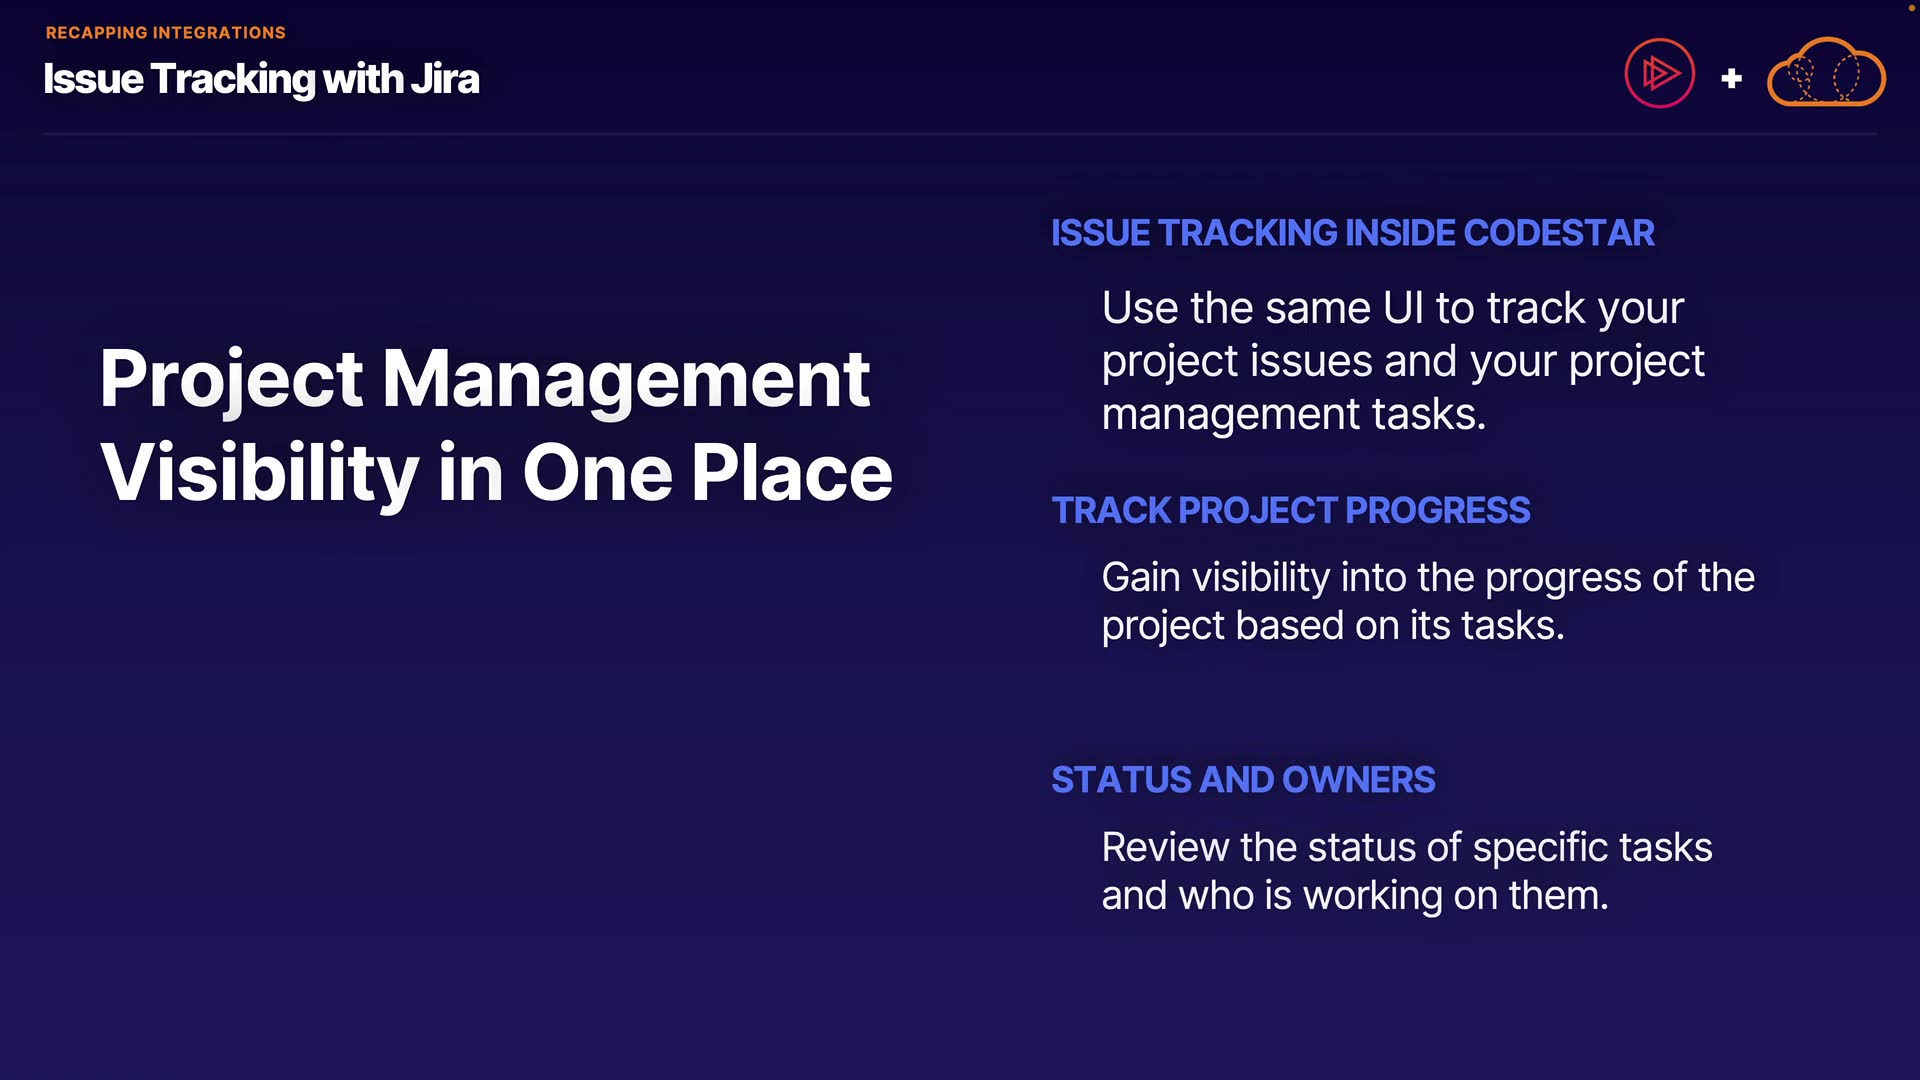 RECAPPING INTEGRATIONS
Issue Tracking with Jira
+
Project Management
Visibility in One Place
ISSUE TRACKING INSIDE CODESTAR
Use the same UI to track your
project issues and your project
management tasks.
TRACK PROJECT PROGRESS
Gain visibility into the progress of the
project based on its tasks.
STATUS AND OWNERS
Review the status of specific tasks
and who is working on them.